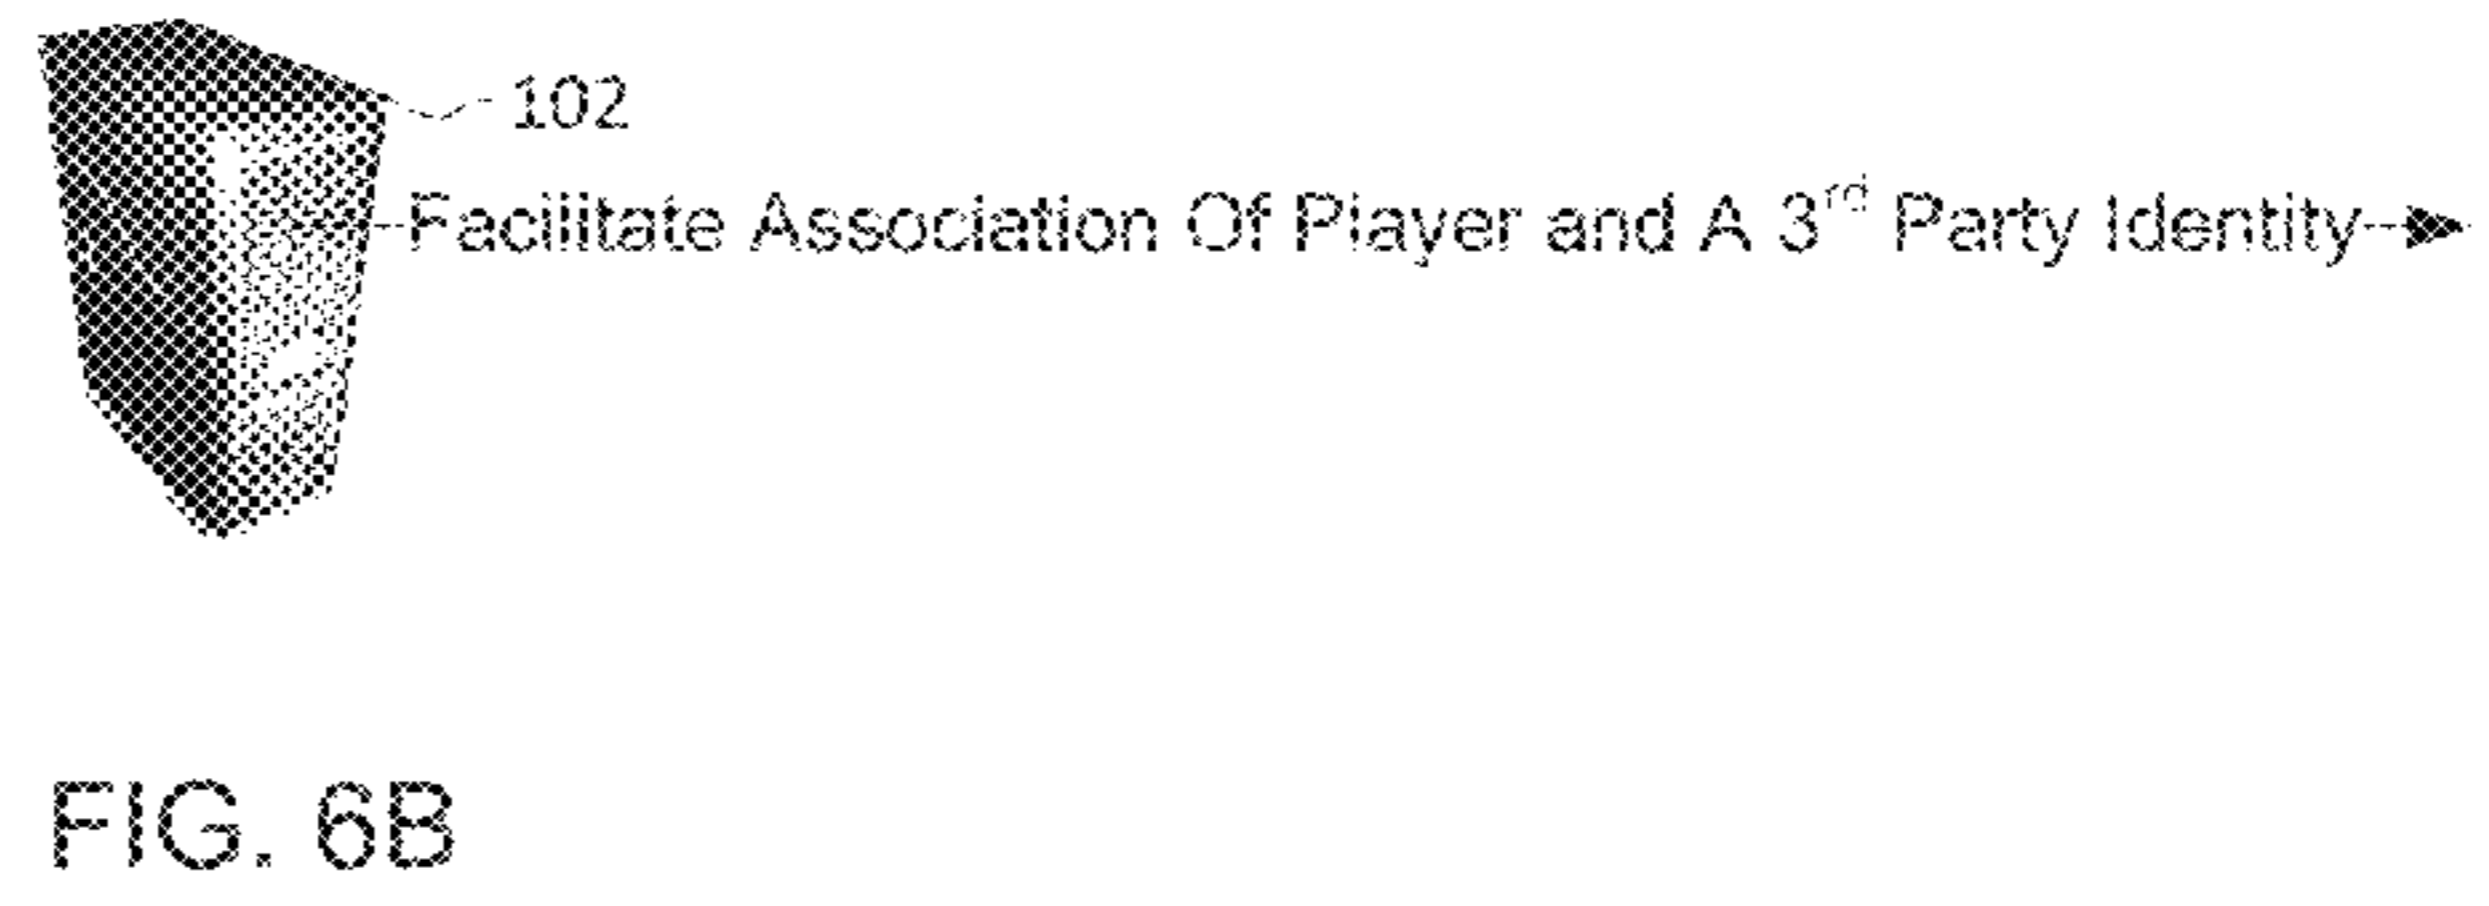 102
Facilitate Association Of Player and A 3rd Party Identity
FIG. 6B